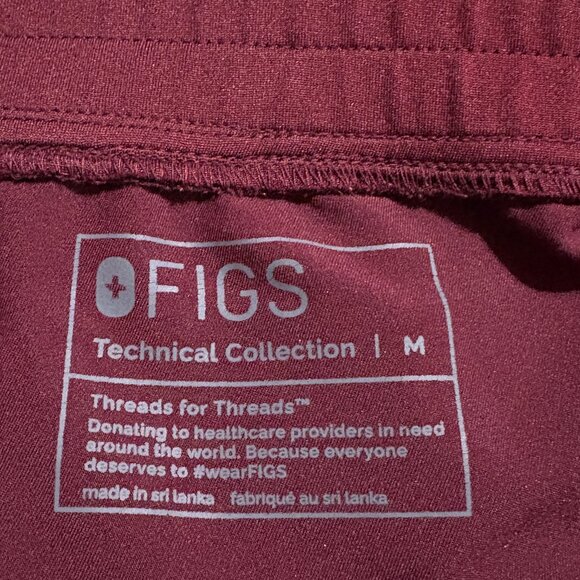 FIGS
Technical Collection | M
Threads for Threads™
Donating to healthcare providers in need
around the world. Because everyone
deserves to #wearFIGS
made in sri lanka fabriqué au sri lanka